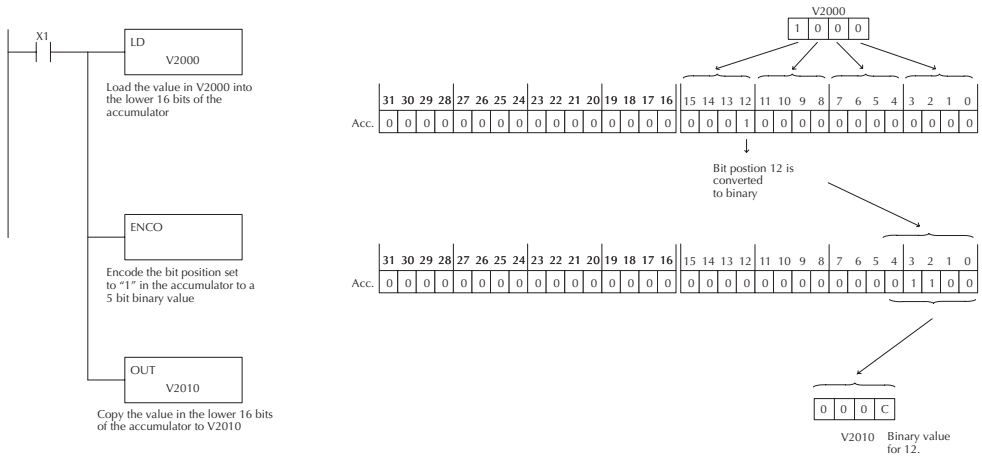 X1
LD
V2000
Load the value in V2000 into
the lower 16 bits of the
accumulator
ENCO
Encode the bit position set
to “1” in the accumulator to a
5 bit binary value
OUT
V2010
Copy the value in the lower 16 bits
of the accumulator to V2010
V2000
1 0 0 0
31 30 29 28 27 26 25 24 23 22 21 20 19 18 17 16 15 14 13 12 11 10 9 8 7 6 5 4 3 2 1 0
Acc. 0 0 0 0 0 0 0 0 0 0 0 0 0 0 0 0 0 0 0 1 0 0 0 0 0 0 0 0 0 0 0 0
Bit postion 12 is
converted
to binary
31 30 29 28 27 26 25 24 23 22 21 20 19 18 17 16 15 14 13 12 11 10 9 8 7 6 5 4 3 2 1 0
Acc. 0 0 0 0 0 0 0 0 0 0 0 0 0 0 0 0 0 0 0 0 0 0 0 0 0 0 0 0 1 1 0 0
0 0 0 C
V2010
Binary value
for 12.